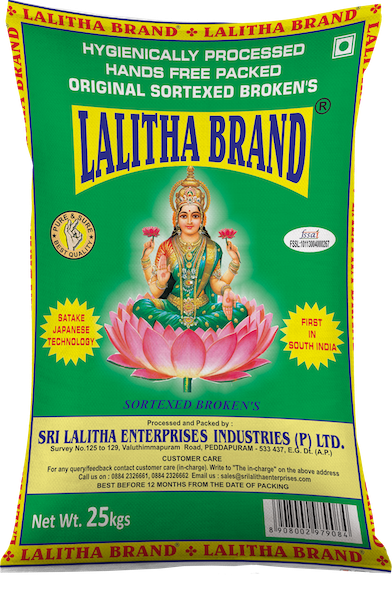 LALITHA BRAND ❖ LALITHA BRAND
LALITHA BRAND
HYGIENICALLY PROCESSED
HANDS FREE PACKED
ORIGINAL SORTEXED BROKEN'S
LALITHA BRAND ®
PURE & SURE
BEST QUALITY
fssai
SATAKE
JAPANESE
TECHNOLOGY
FIRST
IN
SOUTH INDIA
SORTEXED BROKEN'S
Processed and Packed by :
SRI LALITHA ENTERPRISES INDUSTRIES (P) LTD.
Survey No.125 to 129, Valuthimmapuram Road, PEDDAPURAM - 533 437, E.G. Dt. (A.P.)
CUSTOMER CARE
For any query/feedback contact customer care (in-charge). Write to "The in-charge" on the above address
Call us on : 0884 2326661, 0884 2326662 Email us : sales@srilalithaenterprises.com
BEST BEFORE 12 MONTHS FROM THE DATE OF PACKING
Net Wt. 25kgs
8 908002 979084
LALITHA BRAND ❖ LALITHA BRAND